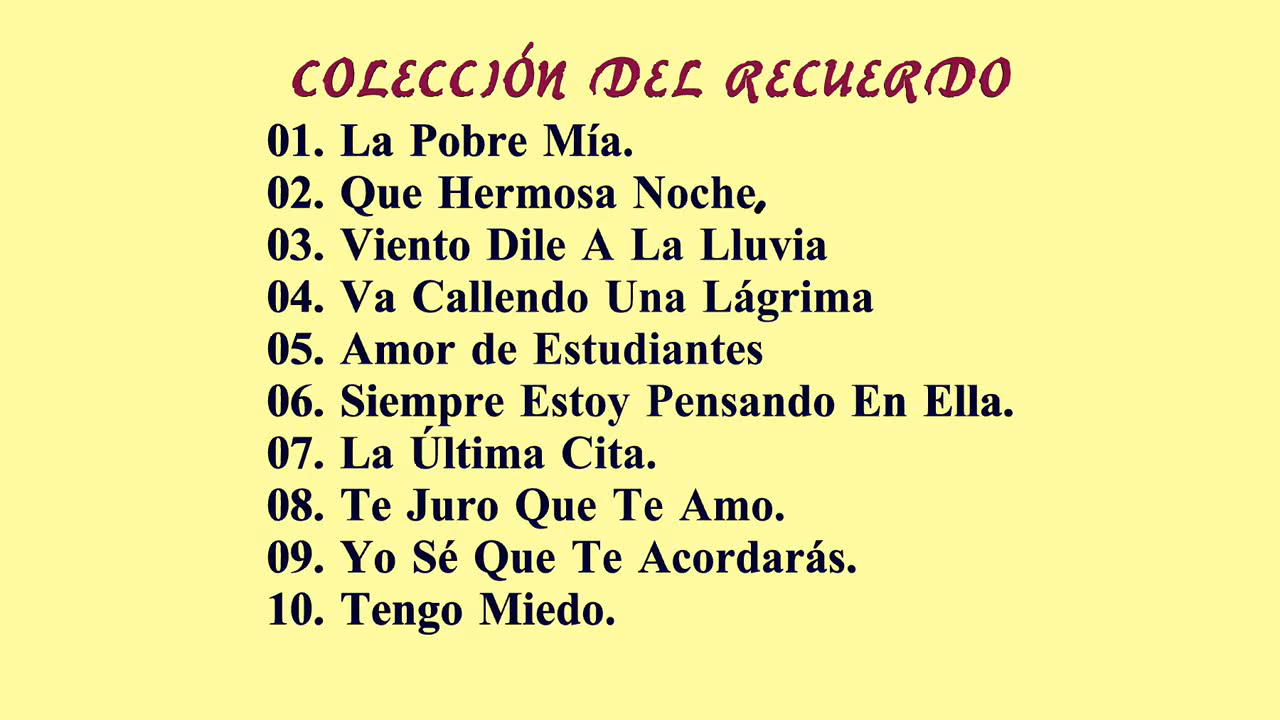 COLECCIÓN DEL RECUERDO
01. La Pobre Mía.
02. Que Hermosa Noche,
03. Viento Dile A La Lluvia
04. Va Callendo Una Lágrima
05. Amor de Estudiantes
06. Siempre Estoy Pensando En Ella.
07. La Última Cita.
08. Te Juro Que Te Amo.
09. Yo Sé Que Te Acordarás.
10. Tengo Miedo.